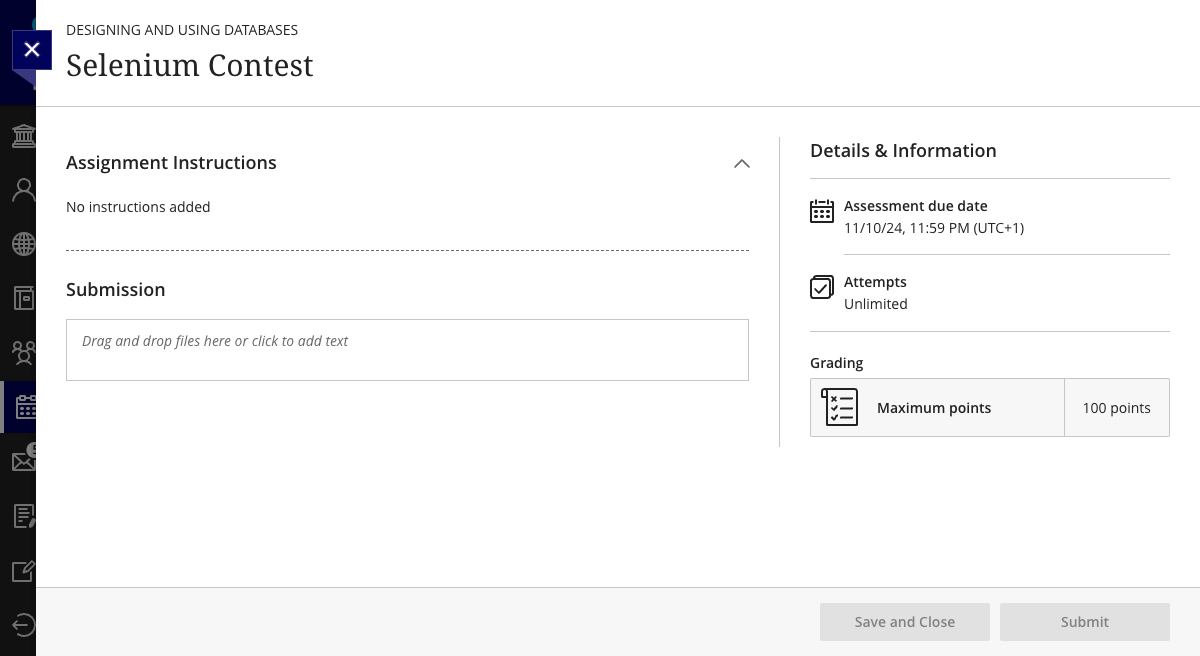 DESIGNING AND USING DATABASES
Selenium Contest
Assignment Instructions
No instructions added
Submission
Drag and drop files here or click to add text
Details & Information
Assessment due date
11/10/24, 11:59 PM (UTC+1)
Attempts
Unlimited
Grading
Maximum points
100 points
Save and Close
Submit